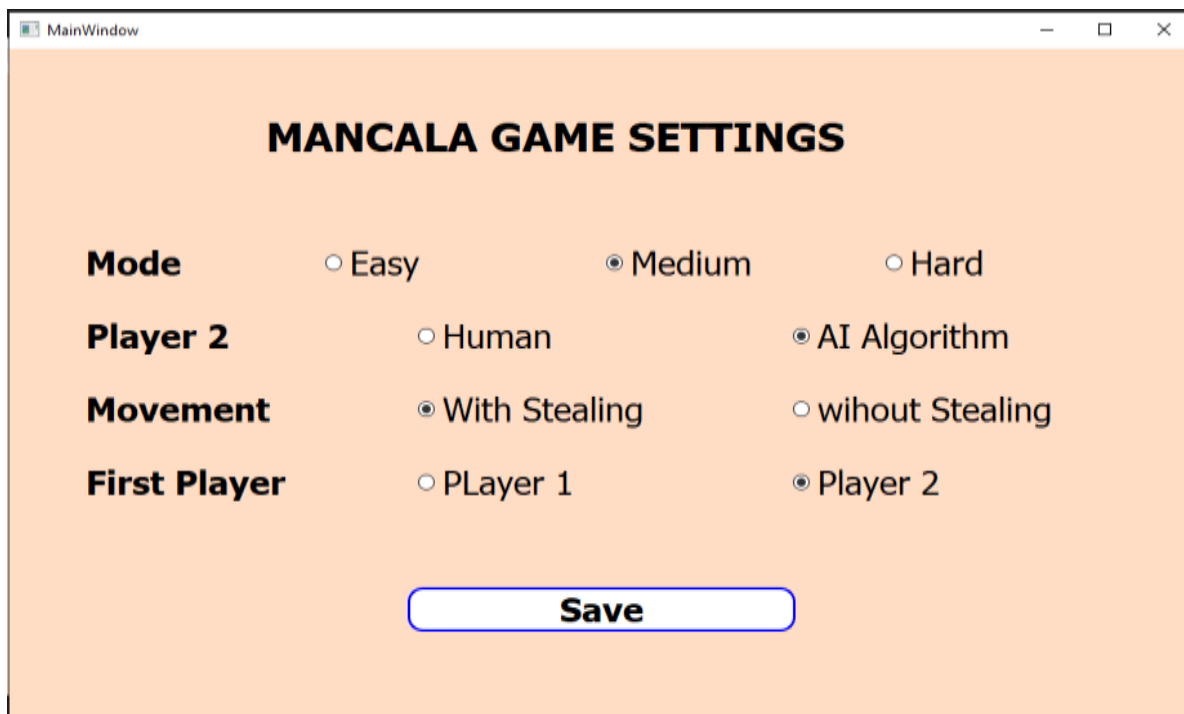 MainWindow
MANCALA GAME SETTINGS
Mode Easy Medium Hard
Player 2 Human AI Algorithm
Movement With Stealing wihout Stealing
First Player PLayer 1 Player 2
Save